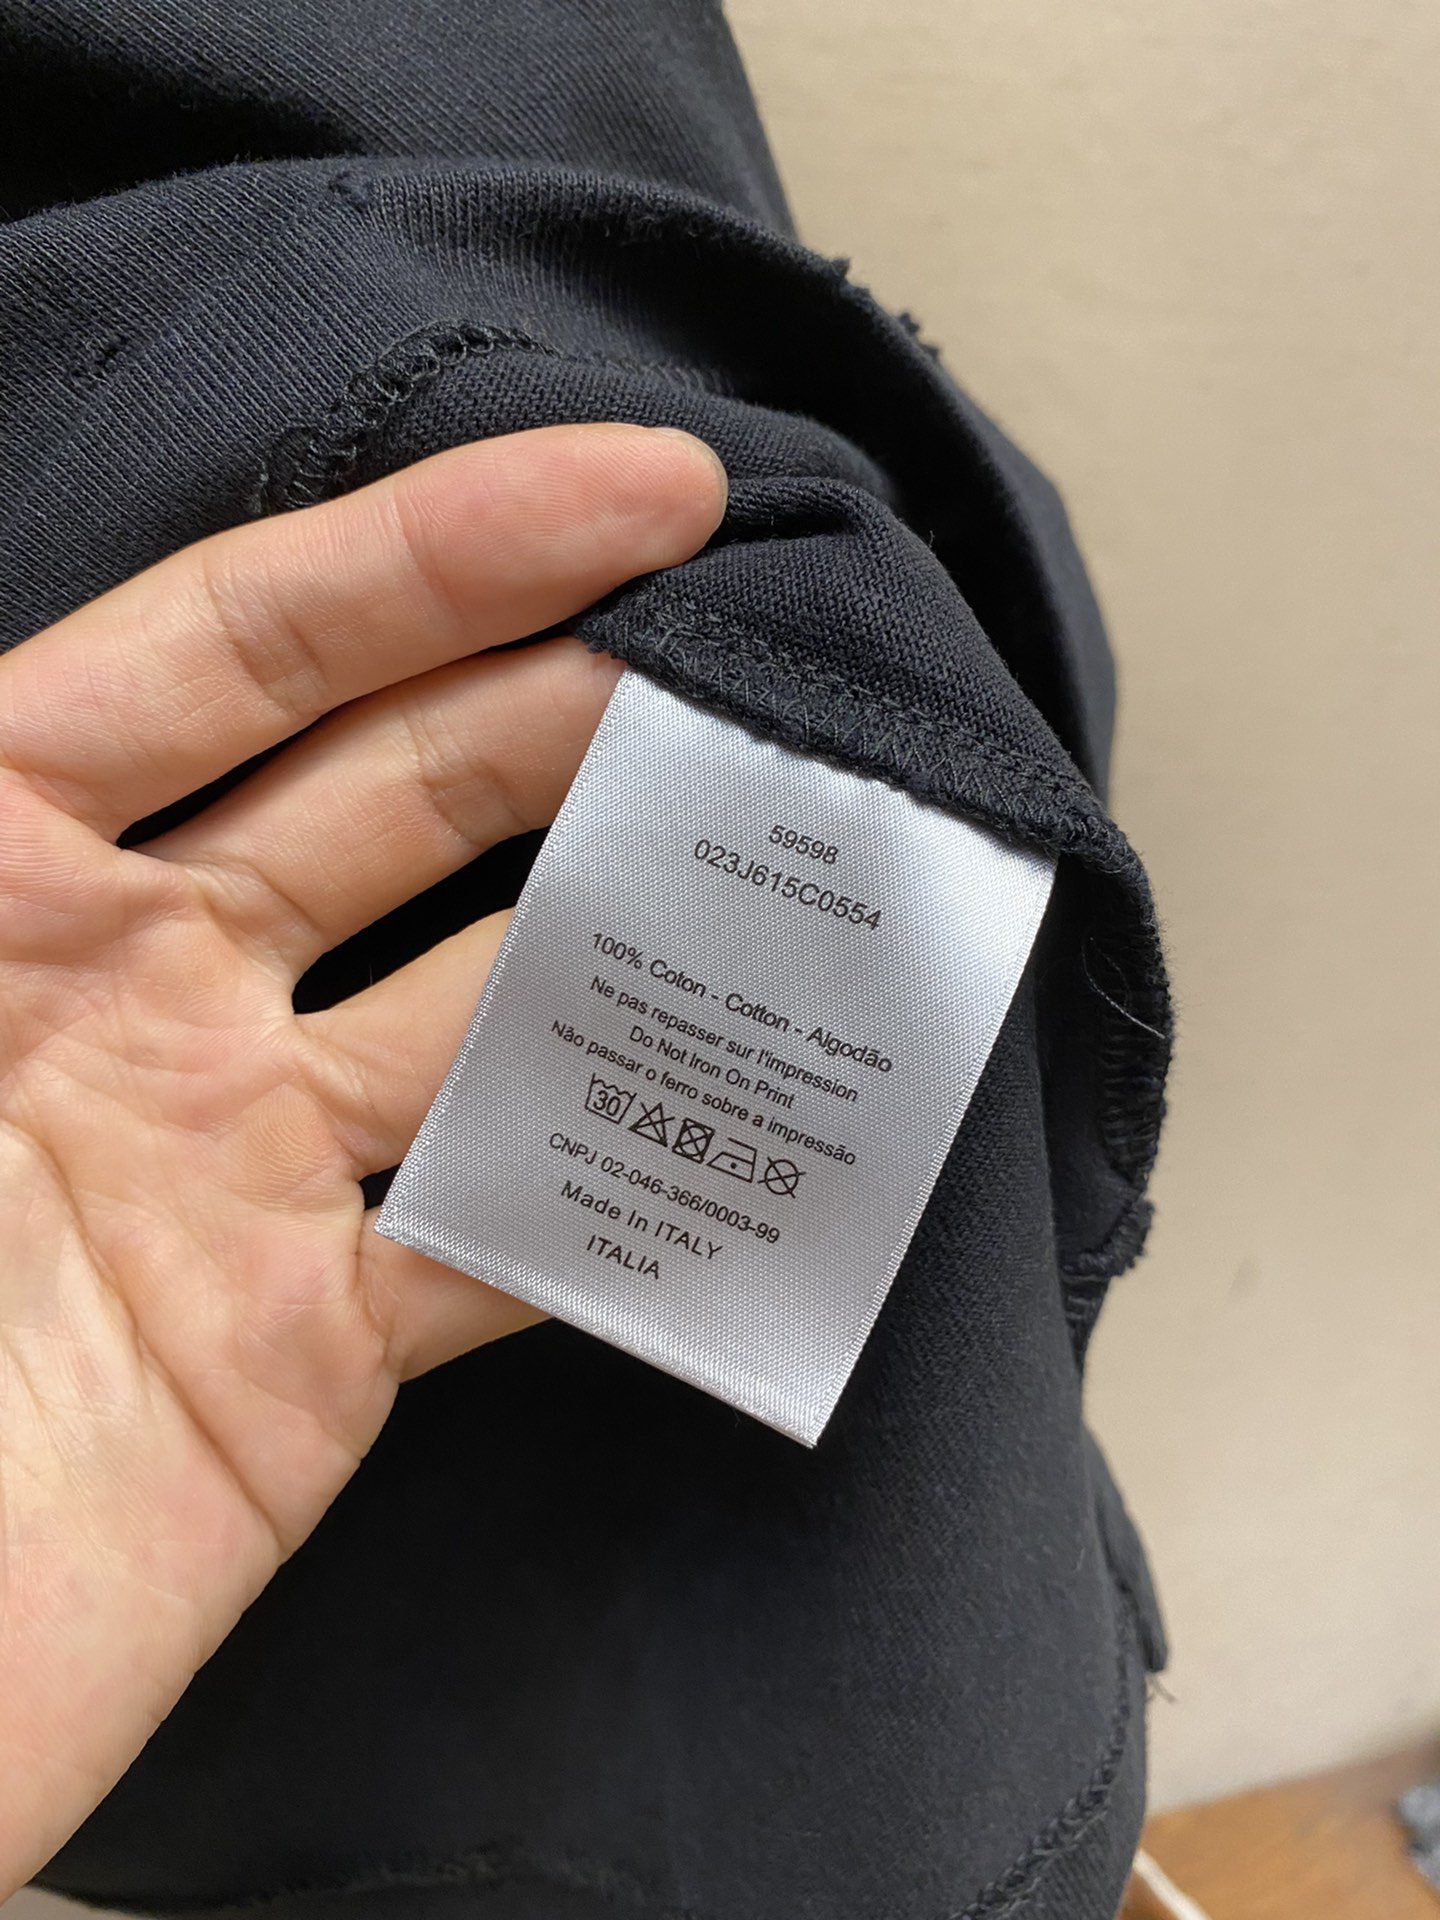 59598
023J615C0554
100% Coton - Cotton - Algodão
Ne pas repasser sur l'impression
Do Not Iron On Print
Não passar o ferro sobre a impressão
30
CNPJ 02-046-366/0003-99
Made In ITALY
ITALIA